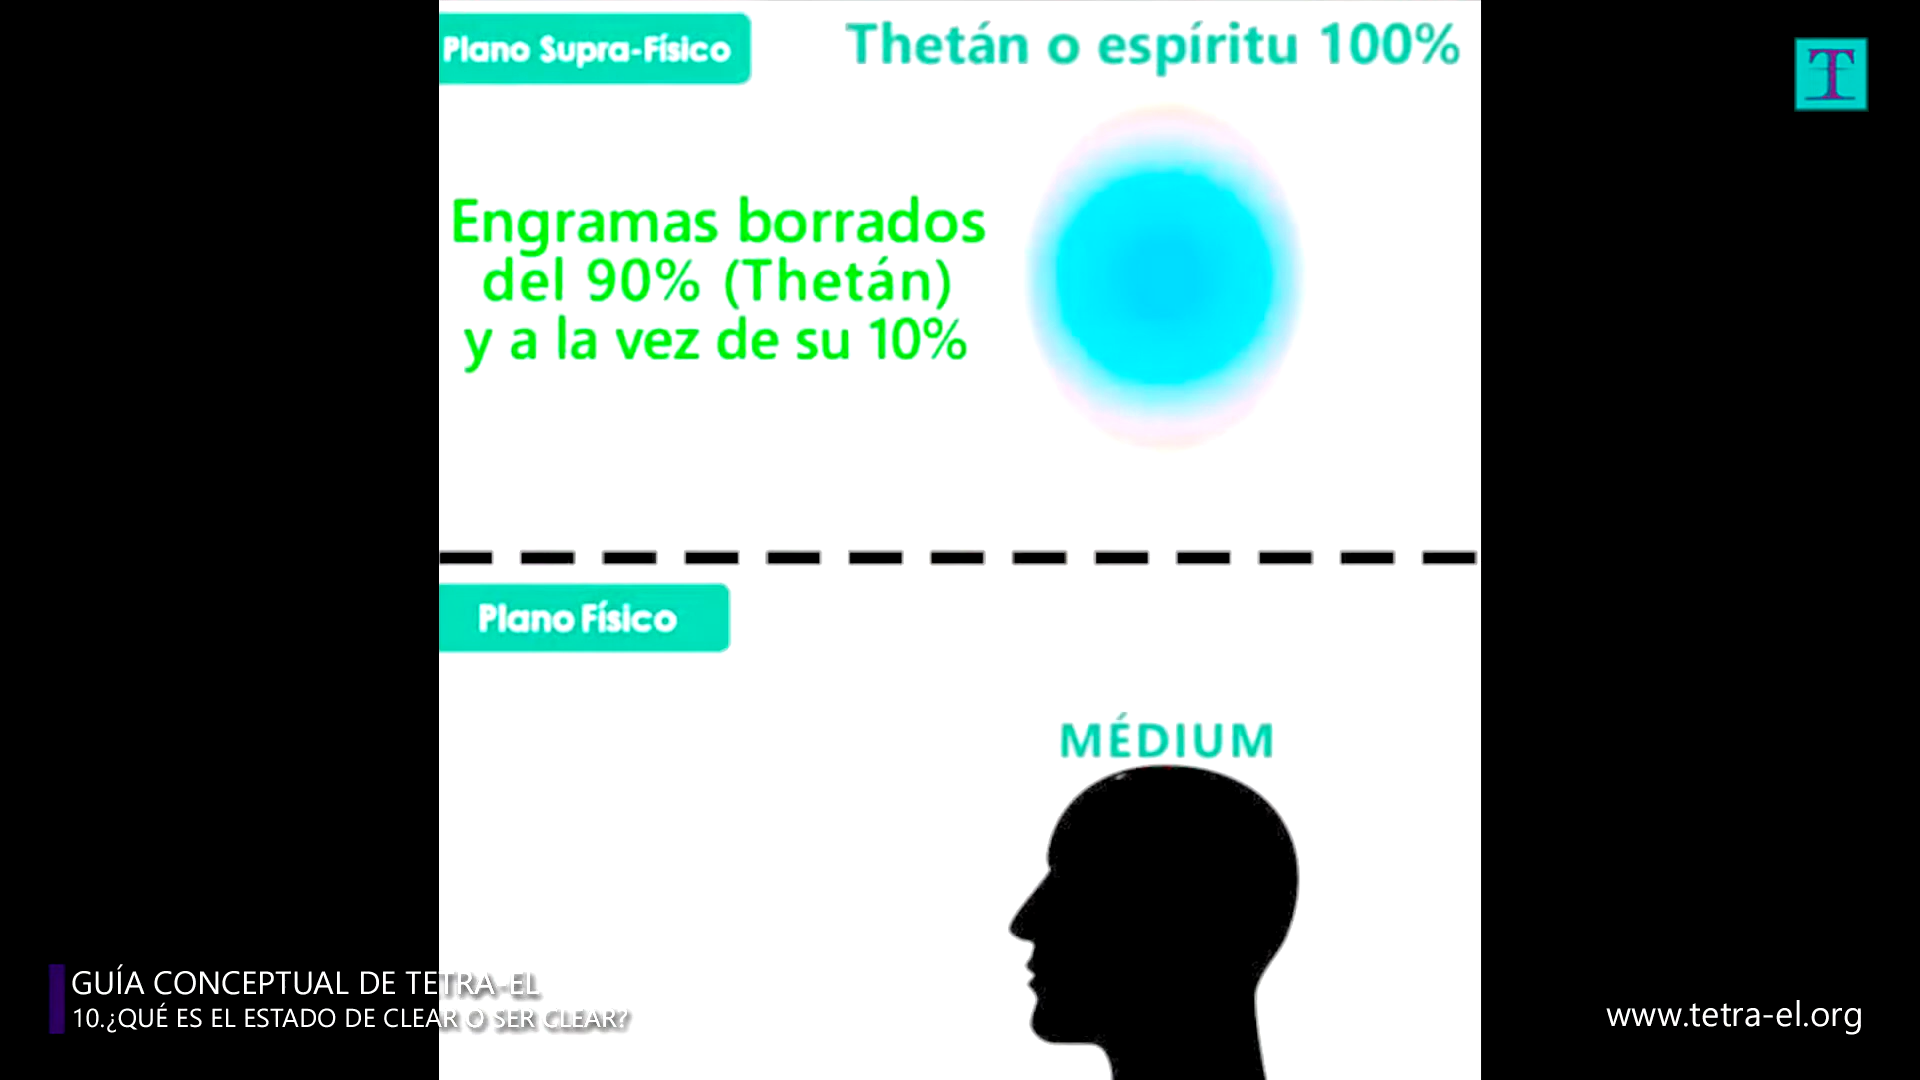 Plano Supra-Físico
Thetán o espíritu 100%
T
Engramas borrados
del 90% (Thetán)
y a la vez de su 10%
Plano Físico
MÉDIUM
GUÍA CONCEPTUAL DE TETRA-EL
10.¿QUÉ ES EL ESTADO DE CLEAR O SER CLEAR?
www.tetra-el.org